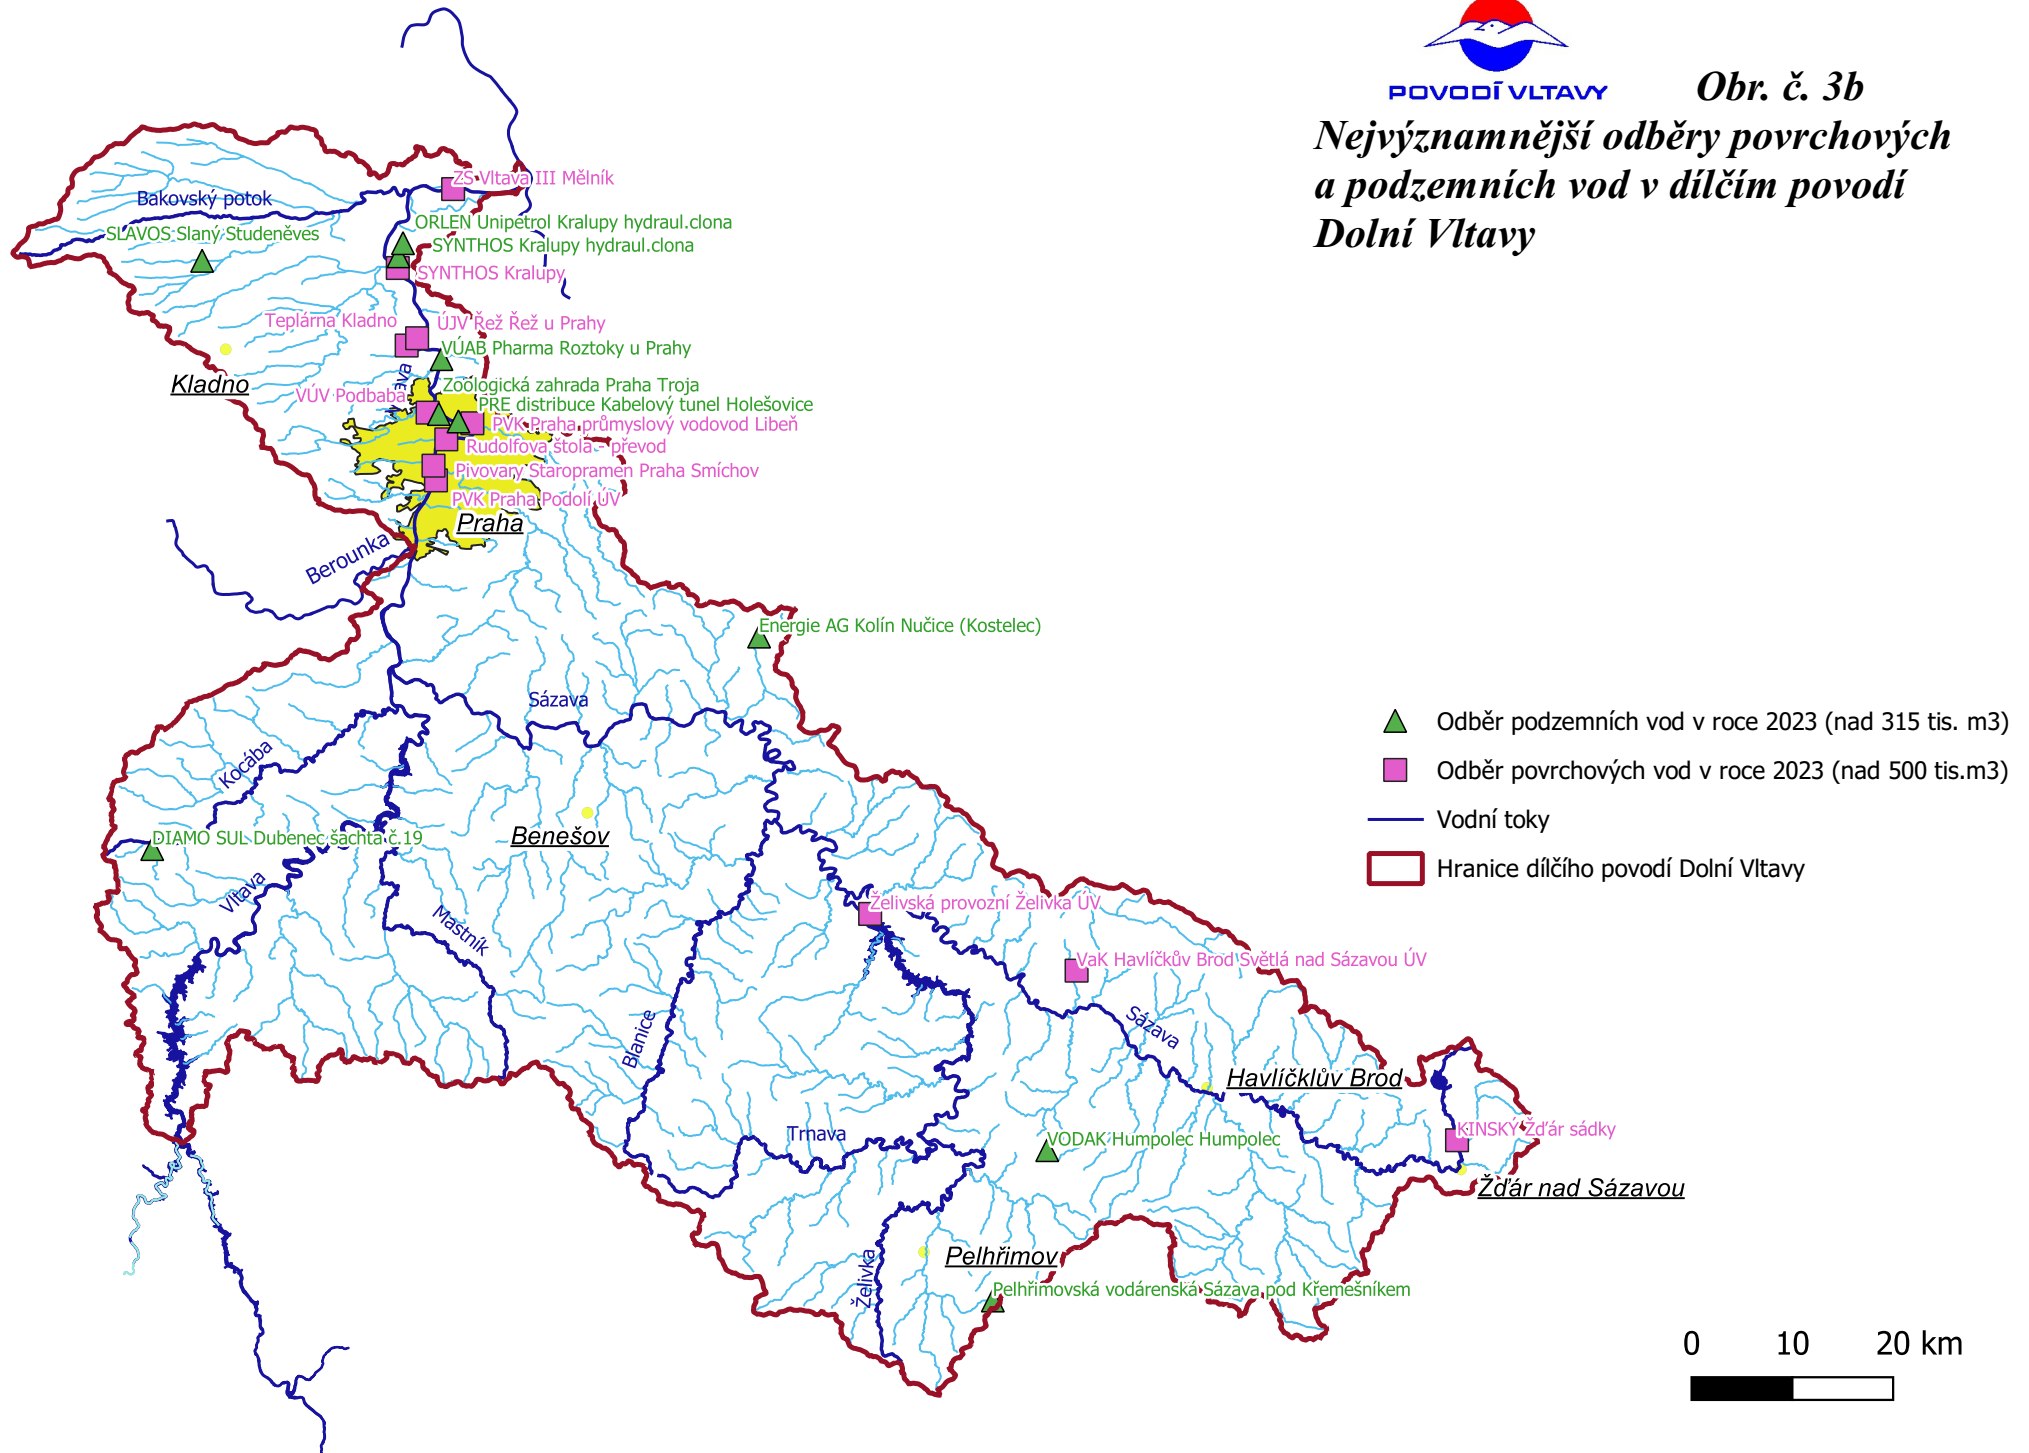 POVODÍ VLTAVY
Obr. č. 3b
Nejvýznamnější odběry povrchových
a podzemních vod v dílčím povodí
Dolní Vltavy
ZS Vltava III Mělník
Bakovský potok
ORLEN Unipetrol Kralupy hydraul.clona
SLAVOS Slaný Studeněves
SYNTHOS Kralupy hydraul.clona
SYNTHOS Kralupy
Teplárna Kladno
ÚJV Řež Řež u Prahy
VÚAB Pharma Roztoky u Prahy
Kladno
Zoologická zahrada Praha Troja
VÚV Podbaba
PRE distribuce Kabelový tunel Holešovice
PVK Praha průmyslový vodovod Libeň
Rudolfova štola - převod
Pivovary Staropramen Praha Smíchov
PVK Praha Podolí ÚV
Praha
Berounka
Energie AG Kolín Nučice (Kostelec)
Sázava
Kocába
DIAMO SUL Dubenec šachta č.19
Benešov
Vltava
Mastník
Želivská provozní Želivka ÚV
VaK Havlíčkův Brod Světlá nad Sázavou ÚV
Sázava
Blanice
Havlíčklův Brod
Trnava
VODAK Humpolec Humpolec
KINSKÝ Žďár sádky
Žďár nad Sázavou
Pelhřimov
Želivka
Pelhřimovská vodárenská Sázava pod Křemešníkem
Odběr podzemních vod v roce 2023 (nad 315 tis. m3)
Odběr povrchových vod v roce 2023 (nad 500 tis.m3)
Vodní toky
Hranice dílčího povodí Dolní Vltavy
0 10 20 km